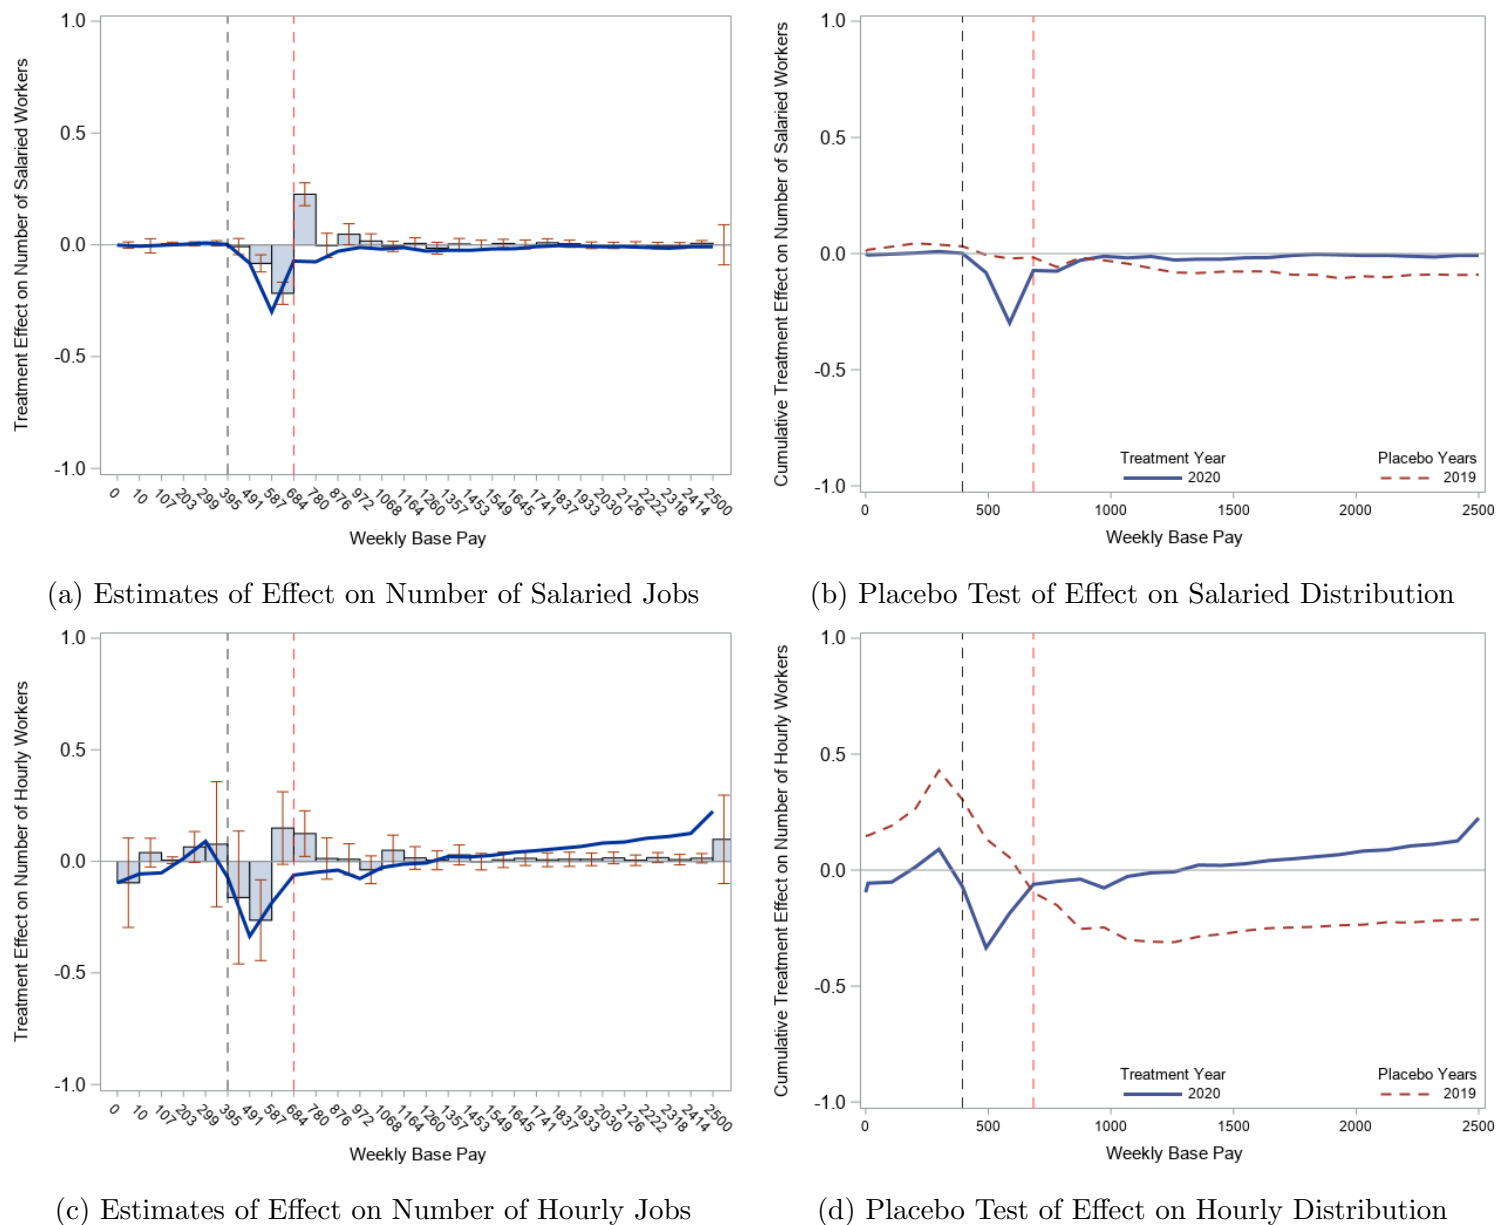 1.0
0.5
0.0
-0.5
-1.0
Treatment Effect on Number of Salaried Workers
0 10 107 203 299 395 491 587 684 780 876 972 1068 1164 1260 1357 1453 1549 1645 1741 1837 1933 2030 2126 2222 2318 2414 2500
Weekly Base Pay
(a) Estimates of Effect on Number of Salaried Jobs
1.0
0.5
0.0
-0.5
-1.0
Cumulative Treatment Effect on Number of Salaried Workers
Treatment Year
2020
Placebo Years
2019
0 500 1000 1500 2000 2500
Weekly Base Pay
(b) Placebo Test of Effect on Salaried Distribution
1.0
0.5
0.0
-0.5
-1.0
Treatment Effect on Number of Hourly Workers
0 10 107 203 299 395 491 587 684 780 876 972 1068 1164 1260 1357 1453 1549 1645 1741 1837 1933 2030 2126 2222 2318 2414 2500
Weekly Base Pay
(c) Estimates of Effect on Number of Hourly Jobs
1.0
0.5
0.0
-0.5
-1.0
Cumulative Treatment Effect on Number of Hourly Workers
Treatment Year
2020
Placebo Years
2019
0 500 1000 1500 2000 2500
Weekly Base Pay
(d) Placebo Test of Effect on Hourly Distribution